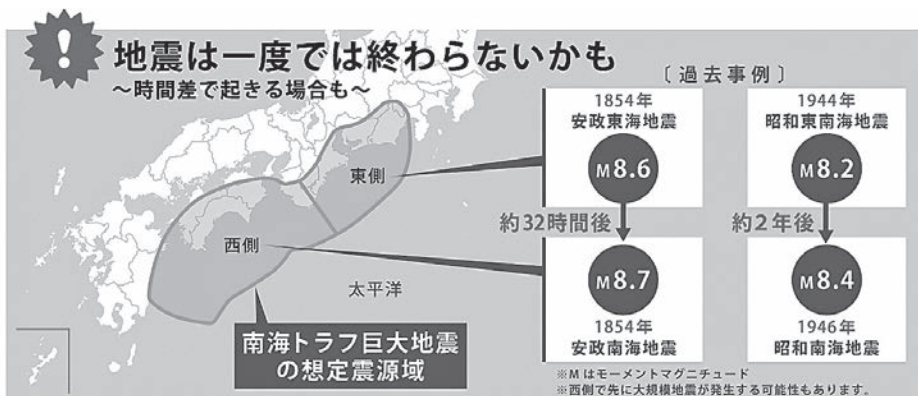 !
地震は一度では終わらないかも
~時間差で起きる場合も~
〔過去事例〕
1854年
安政東海地震
M8.6
約32時間後
M8.7
1854年
安政南海地震
1944年
昭和東南海地震
M8.2
約2年後
M8.4
1946年
昭和南海地震
東側
西側
太平洋
南海トラフ巨大地震
の想定震源域
※Mはモーメントマグニチュード
※西側で先に大規模地震が発生する可能性もあります。